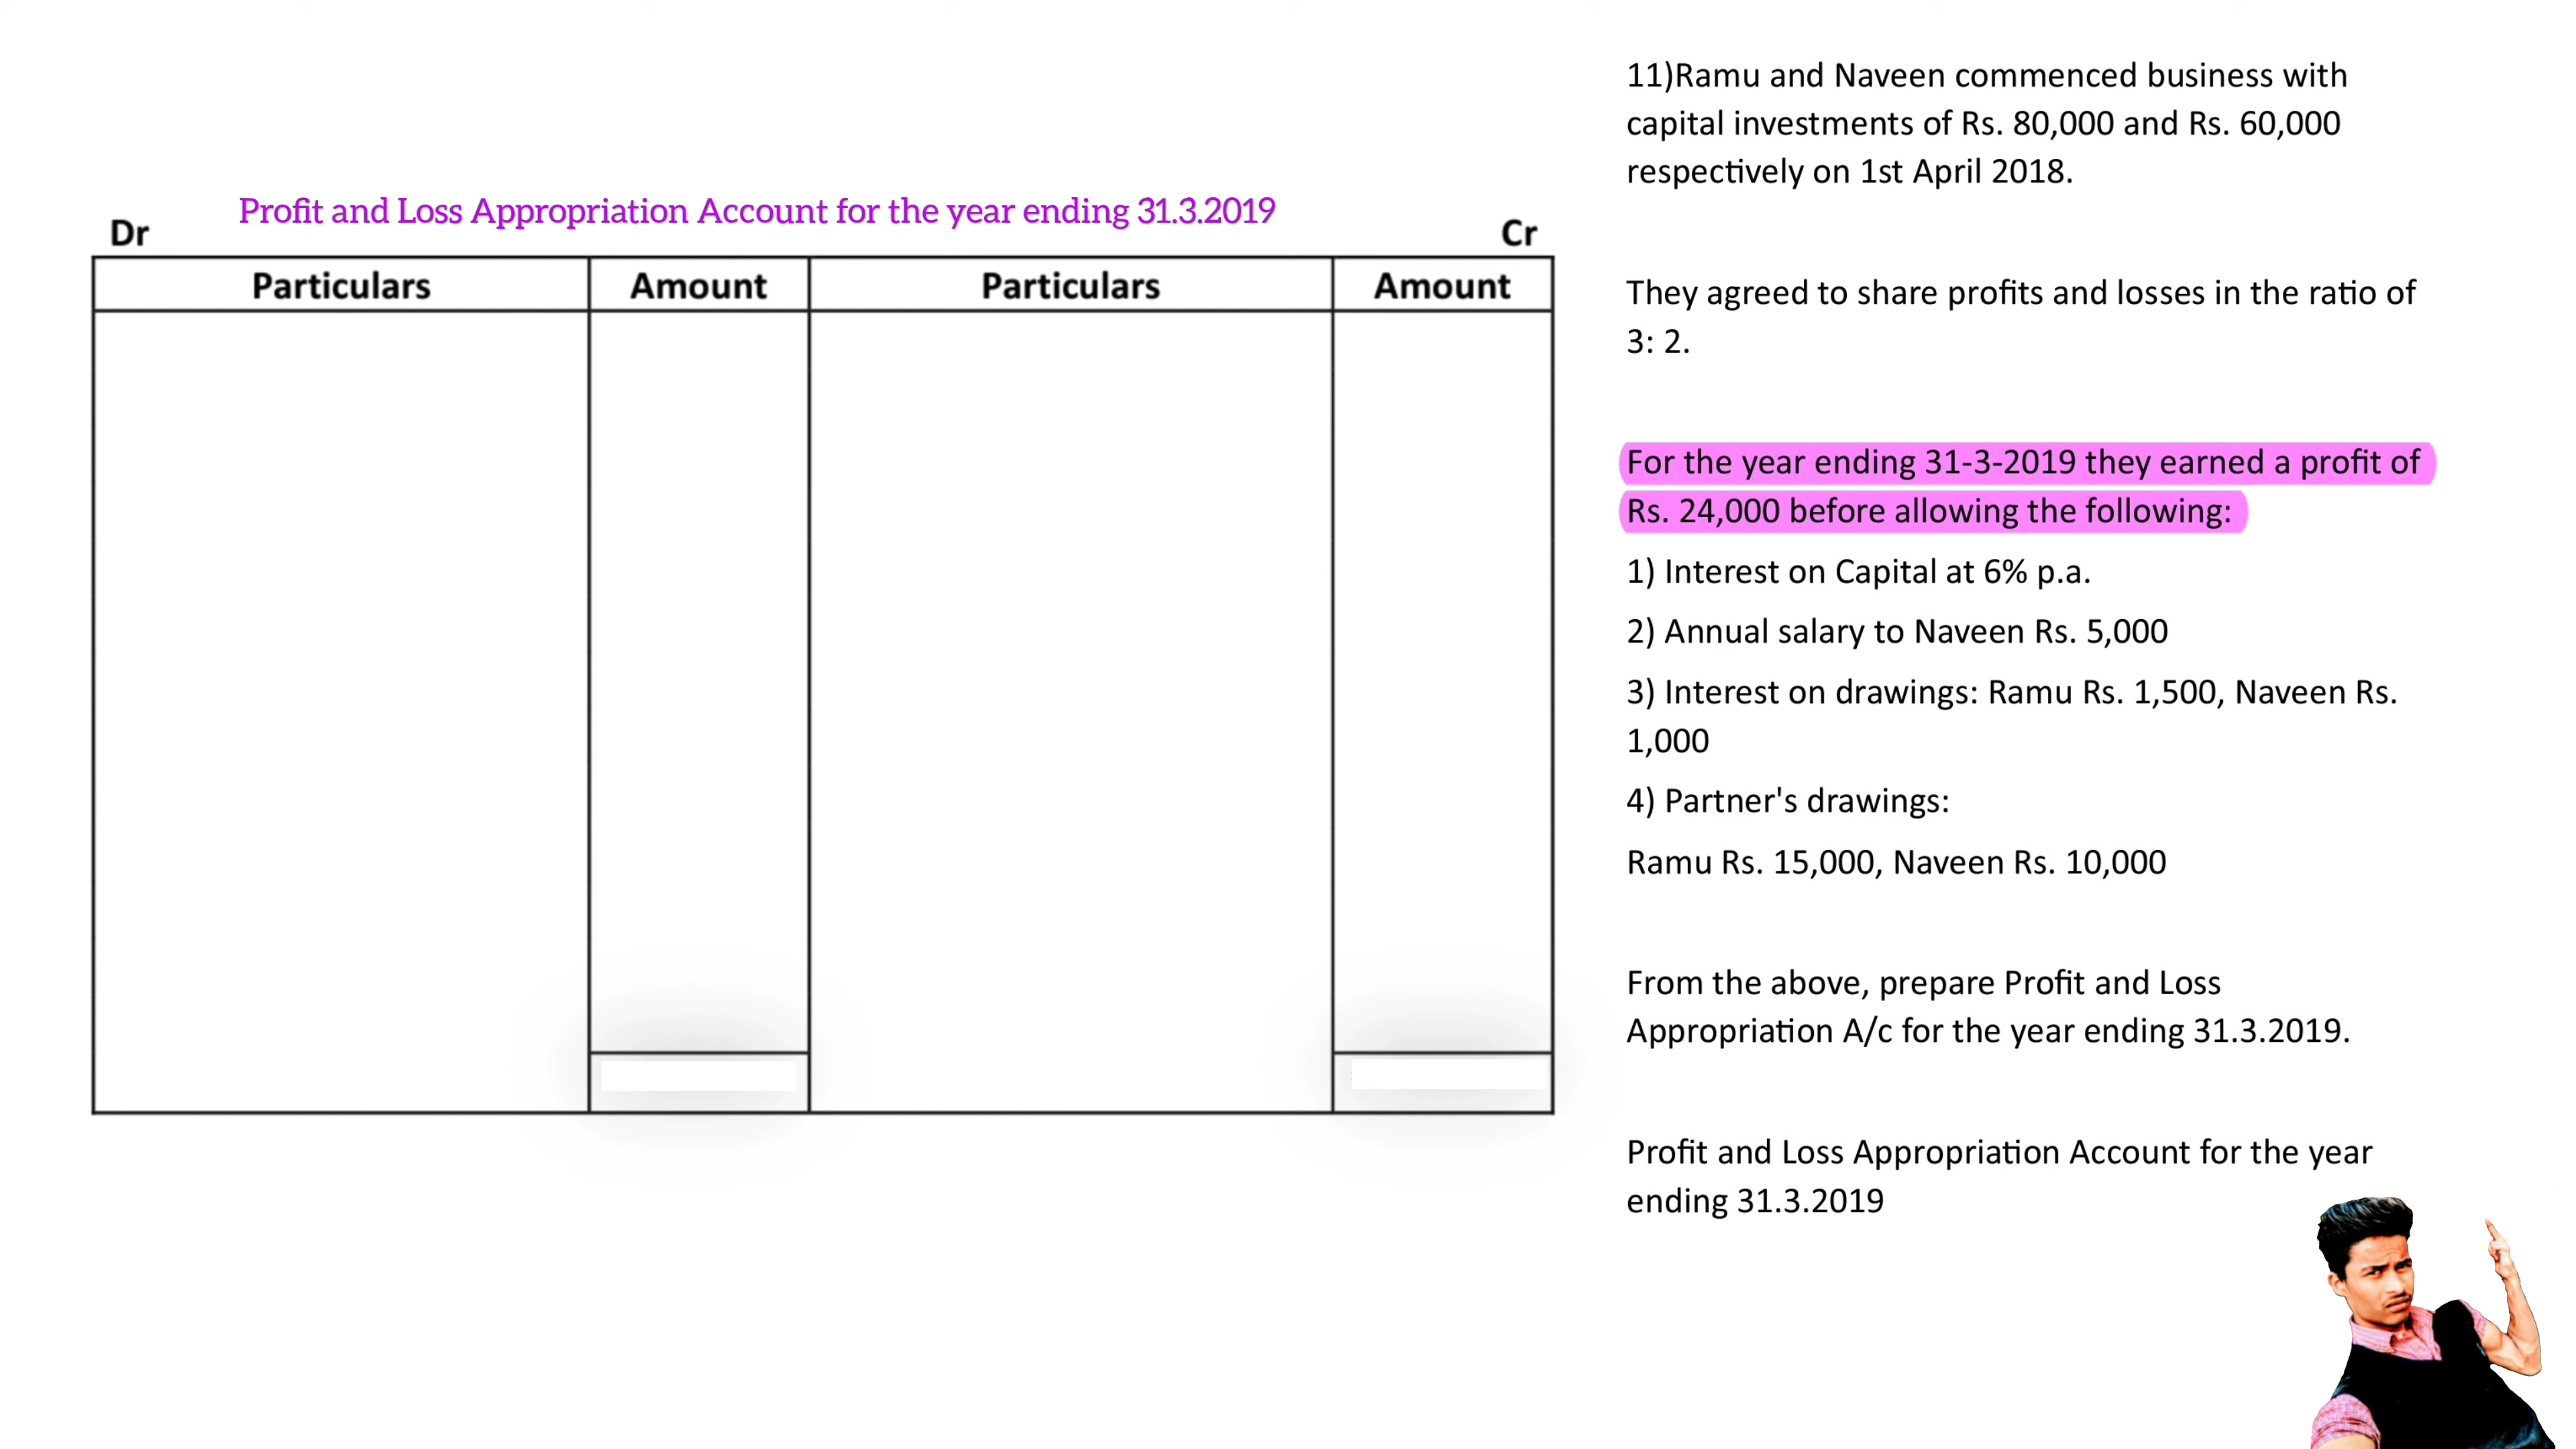 Profit and Loss Appropriation Account for the year ending 31.3.2019
Dr
Cr
Particulars
Amount
Particulars
Amount
11)Ramu and Naveen commenced business with
capital investments of Rs. 80,000 and Rs. 60,000
respectively on 1st April 2018.
They agreed to share profits and losses in the ratio of
3: 2.
For the year ending 31-3-2019 they earned a profit of
Rs. 24,000 before allowing the following:
1) Interest on Capital at 6% p.a.
2) Annual salary to Naveen Rs. 5,000
3) Interest on drawings: Ramu Rs. 1,500, Naveen Rs.
1,000
4) Partner's drawings:
Ramu Rs. 15,000, Naveen Rs. 10,000
From the above, prepare Profit and Loss
Appropriation A/c for the year ending 31.3.2019.
Profit and Loss Appropriation Account for the year
ending 31.3.2019